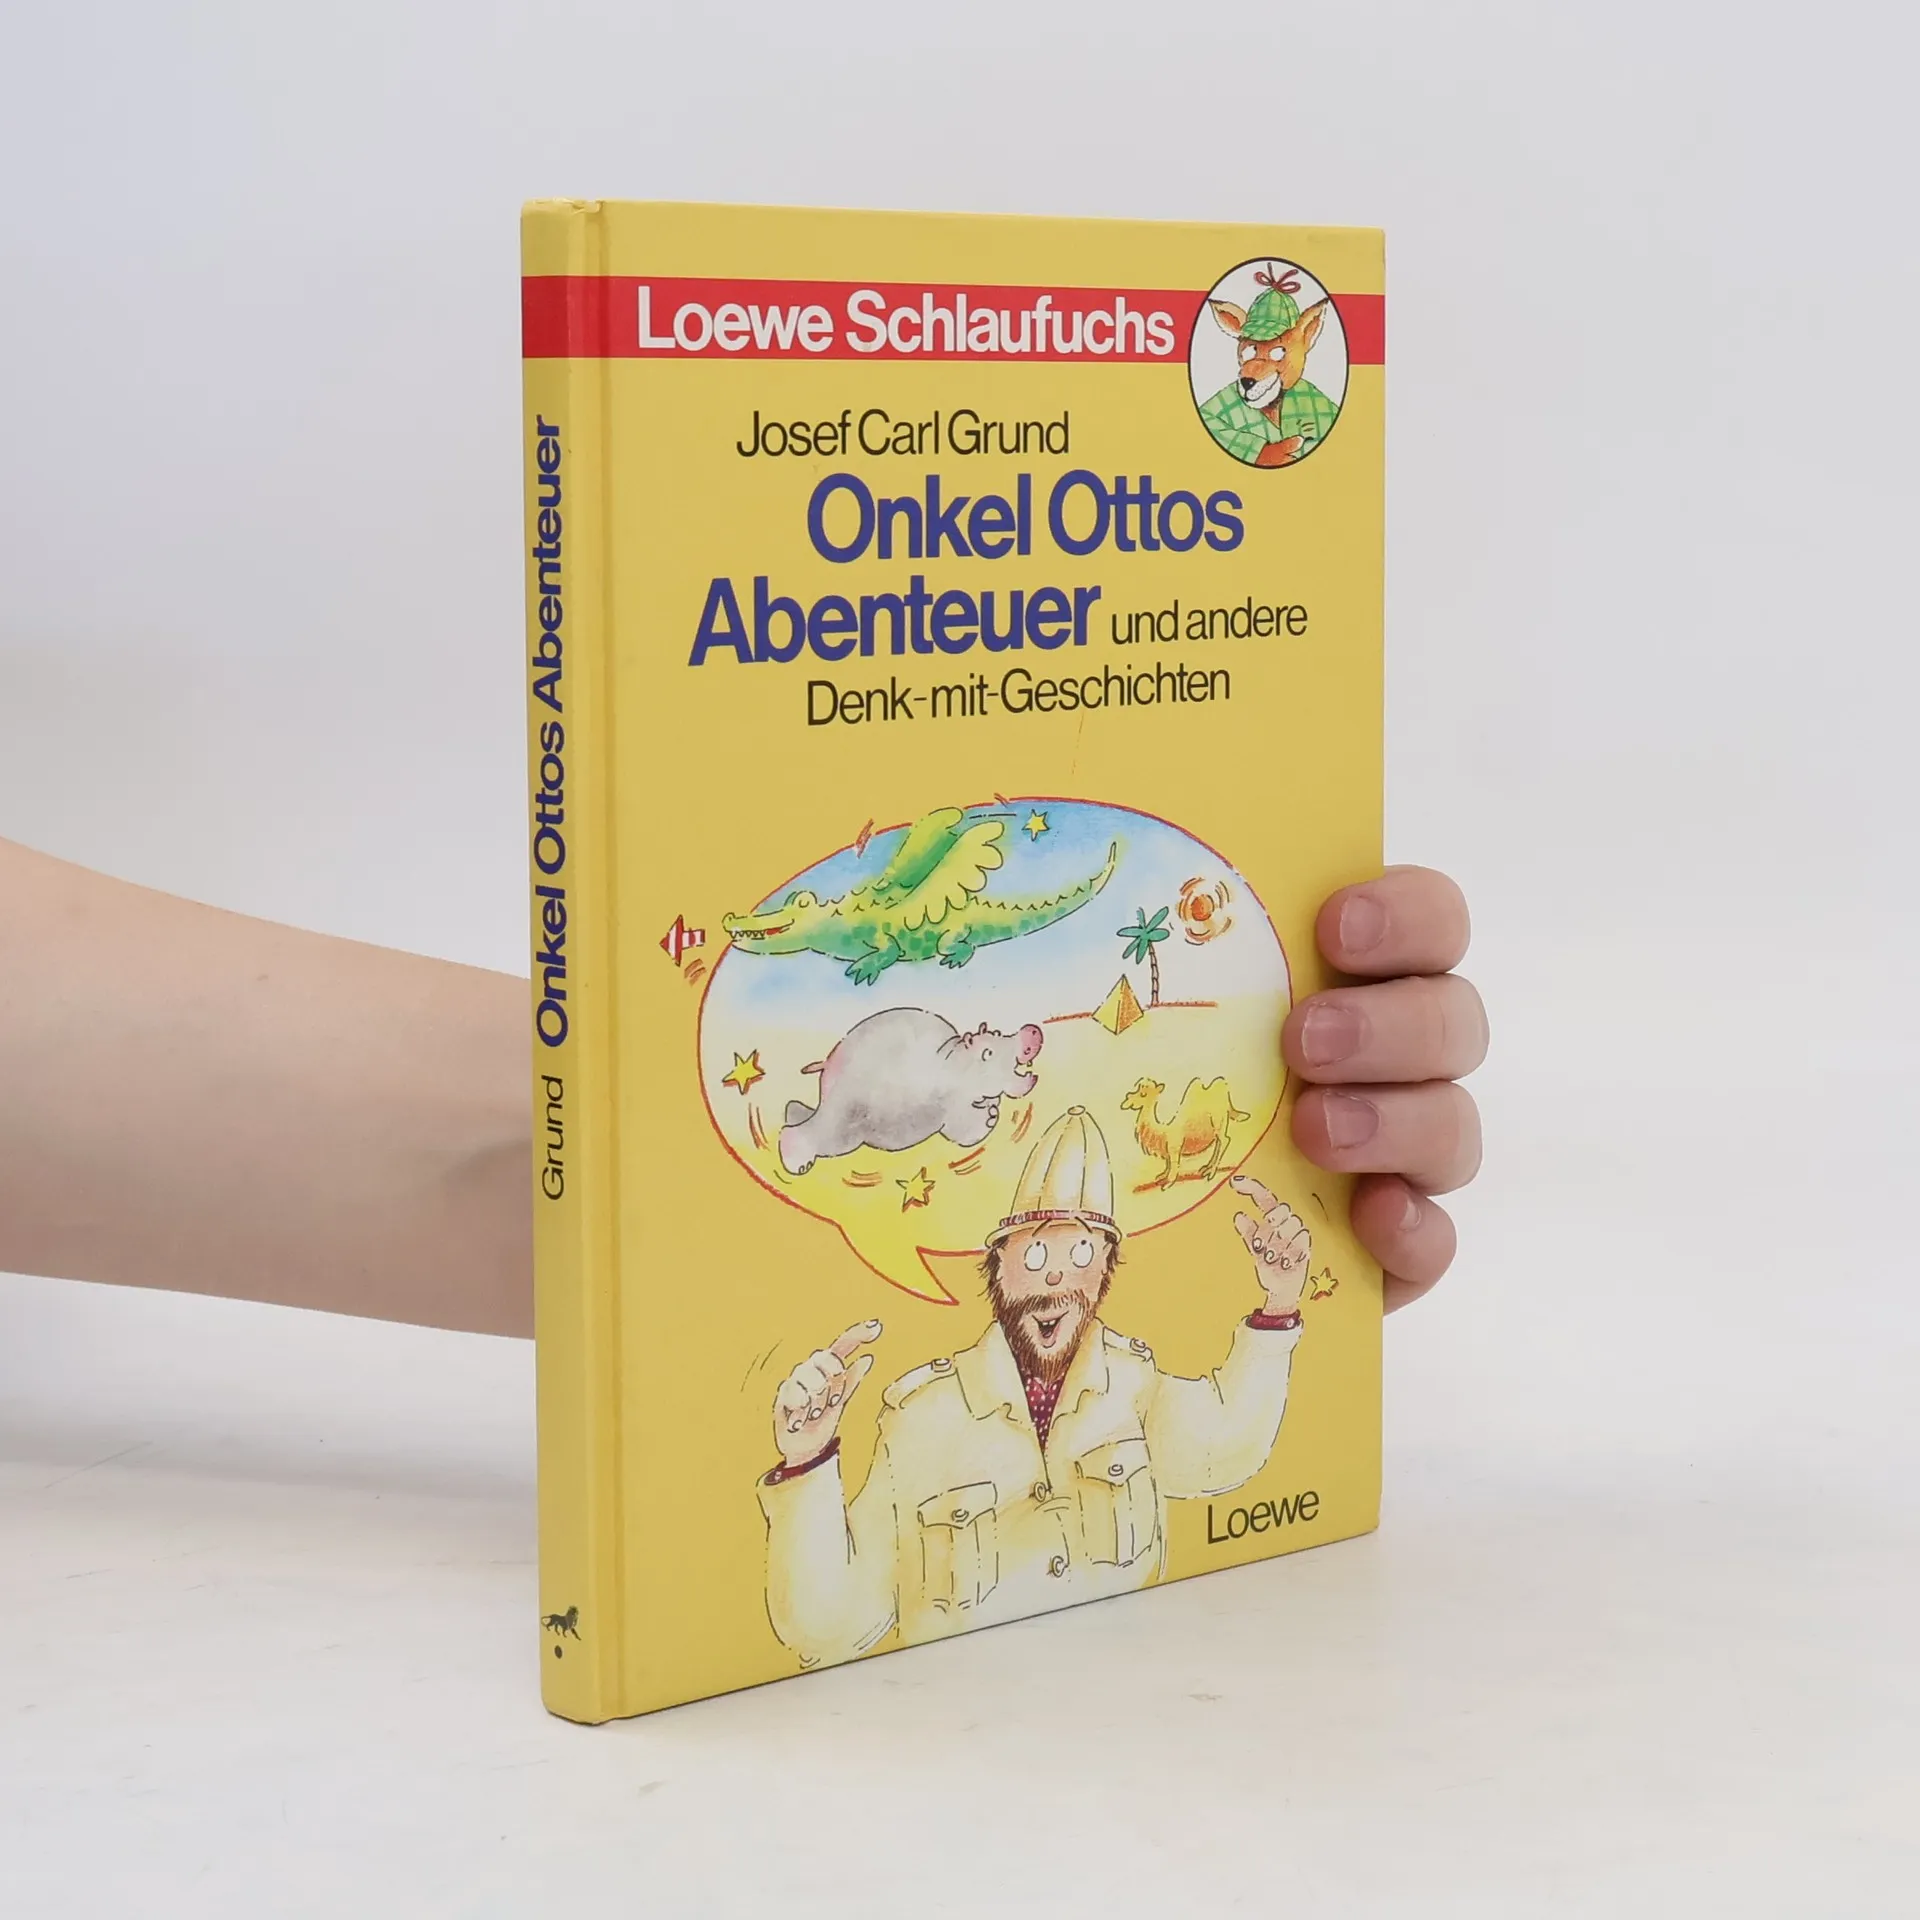 Loewe Schlaufuchs
Josef Carl Grund
Onkel Ottos
Abenteuer und andere
Denk-mit-Geschichten
Loewe
Grund Onkel Ottos Abenteuer